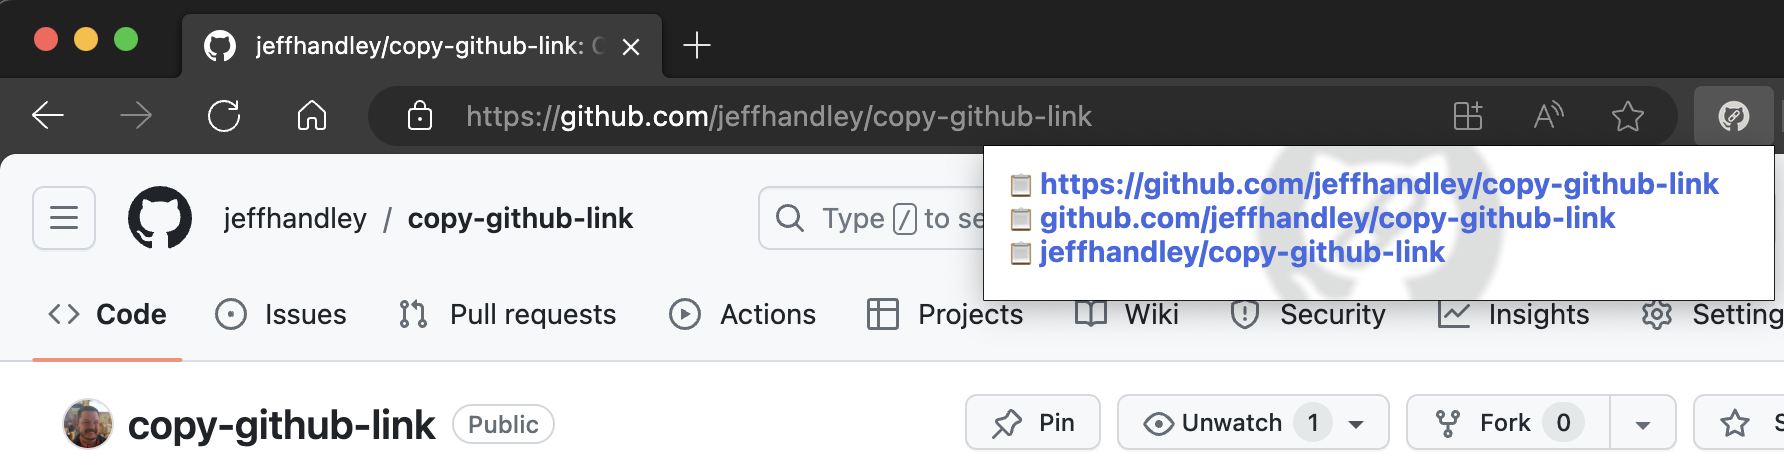 jeffhandley/copy-github-link:
https://github.com/jeffhandley/copy-github-link
https://github.com/jeffhandley/copy-github-link
github.com/jeffhandley/copy-github-link
jeffhandley/copy-github-link
jeffhandley / copy-github-link
Type / to se
Code Issues Pull requests Actions Projects Wiki Security Insights Setting
copy-github-link Public Pin Unwatch 1 Fork 0